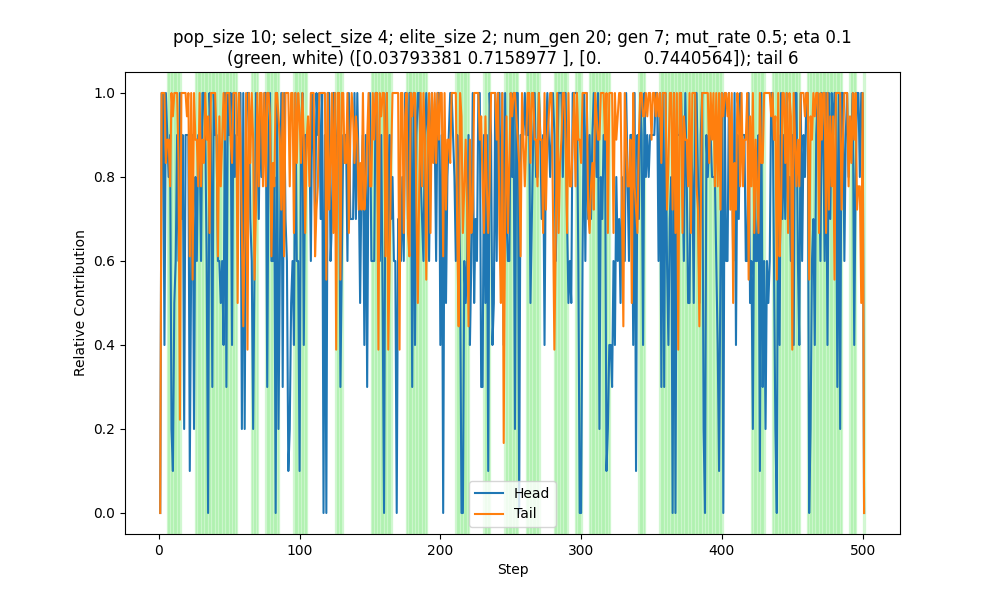 pop_size 10; select_size 4; elite_size 2; num_gen 20; gen 7; mut_rate 0.5; eta 0.1
(green, white) ([0.03793381 0.7158977 ], [0.         0.7440564]); tail 6
1.0
0.8
0.6
0.4
0.2
0.0
Relative Contribution
Head
Tail
0
100
200
300
400
500
Step